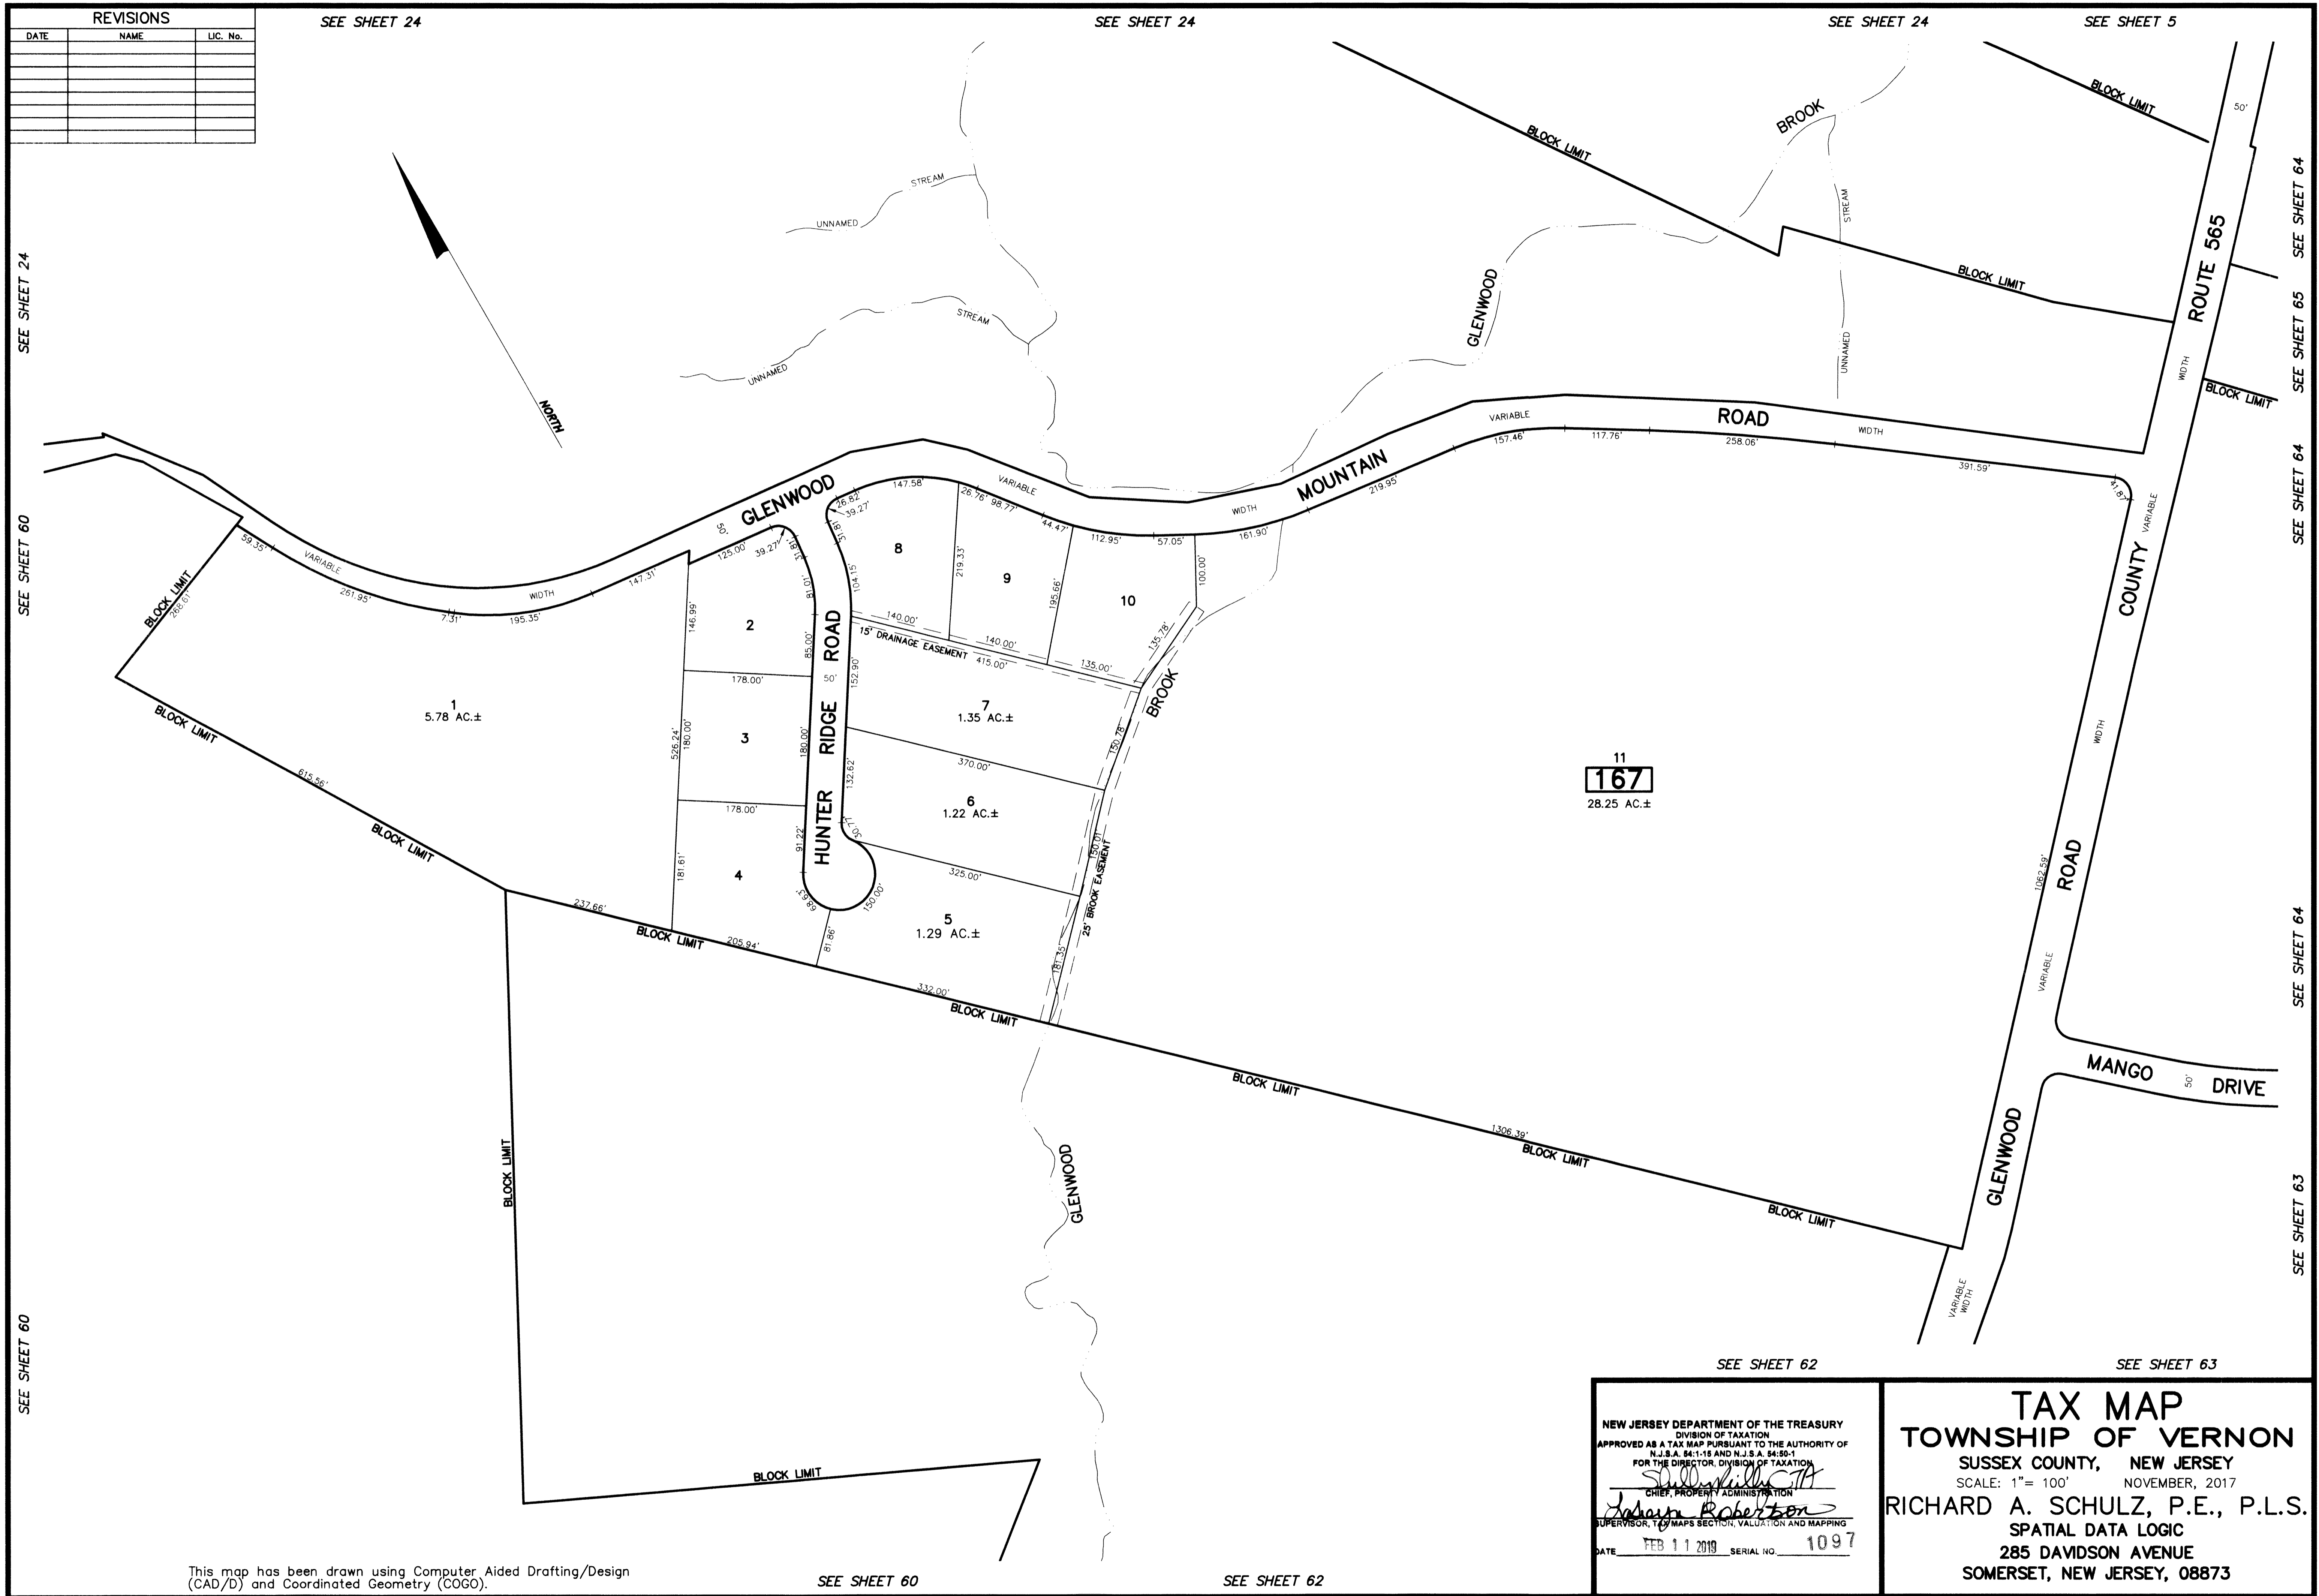 REVISIONS
DATE NAME LIC. No.
SEE SHEET 24
SEE SHEET 24
SEE SHEET 24
SEE SHEET 5
SEE SHEET 24
SEE SHEET 60
SEE SHEET 60
SEE SHEET 64
SEE SHEET 65
SEE SHEET 64
SEE SHEET 64
SEE SHEET 63
NORTH
UNNAMED STREAM
UNNAMED STREAM
GLENWOOD BROOK
UNNAMED STREAM
BLOCK LIMIT
BLOCK LIMIT
BLOCK LIMIT
BLOCK LIMIT
50'
ROUTE 565
WIDTH
GLENWOOD MOUNTAIN ROAD
VARIABLE WIDTH
50'
VARIABLE WIDTH
VARIABLE WIDTH
59.35'
261.95'
7.31'
195.35'
147.31'
125.00'
39.27'
31.81'
81.01'
85.00'
26.82'
39.27'
31.81'
104.15'
147.58'
26.76'
98.77'
44.47'
112.95'
57.05'
161.90'
219.95'
157.46'
117.76'
258.06'
391.59'
41.87'
BLOCK LIMIT
268.61'
1
5.78 AC.±
BLOCK LIMIT
615.56'
BLOCK LIMIT
237.66'
526.24'
2
146.99'
178.00'
3
180.00'
180.00'
178.00'
4
181.61'
91.22'
68.63'
205.94'
BLOCK LIMIT
HUNTER RIDGE ROAD
50'
152.90'
132.62'
30.77'
150.00'
8
219.33'
9
195.66'
10
100.00'
135.78'
140.00'
140.00'
135.00'
15' DRAINAGE EASEMENT
415.00'
7
1.35 AC.±
150.78'
370.00'
6
1.22 AC.±
150.01'
325.00'
5
1.29 AC.±
81.86'
181.35'
332.00'
BLOCK LIMIT
25' BROOK EASEMENT
BROOK
GLENWOOD
11
167
28.25 AC.±
1062.59'
BLOCK LIMIT
1306.39'
BLOCK LIMIT
BLOCK LIMIT
COUNTY ROAD
VARIABLE WIDTH
VARIABLE
GLENWOOD
VARIABLE
WIDTH
MANGO DRIVE
50'
BLOCK LIMIT
BLOCK LIMIT
SEE SHEET 62
SEE SHEET 63
NEW JERSEY DEPARTMENT OF THE TREASURY
DIVISION OF TAXATION
APPROVED AS A TAX MAP PURSUANT TO THE AUTHORITY OF
N.J.S.A. 54:1-15 AND N.J.S.A. 54:50-1
FOR THE DIRECTOR, DIVISION OF TAXATION
CHIEF, PROPERTY ADMINISTRATION
Robertson
SUPERVISOR, TAX MAPS SECTION, VALUATION AND MAPPING
DATE FEB 11 2019 SERIAL NO. 1097
TAX MAP
TOWNSHIP OF VERNON
SUSSEX COUNTY, NEW JERSEY
SCALE: 1"= 100' NOVEMBER, 2017
RICHARD A. SCHULZ, P.E., P.L.S.
SPATIAL DATA LOGIC
285 DAVIDSON AVENUE
SOMERSET, NEW JERSEY, 08873
This map has been drawn using Computer Aided Drafting/Design
(CAD/D) and Coordinated Geometry (COGO).
SEE SHEET 60
SEE SHEET 62